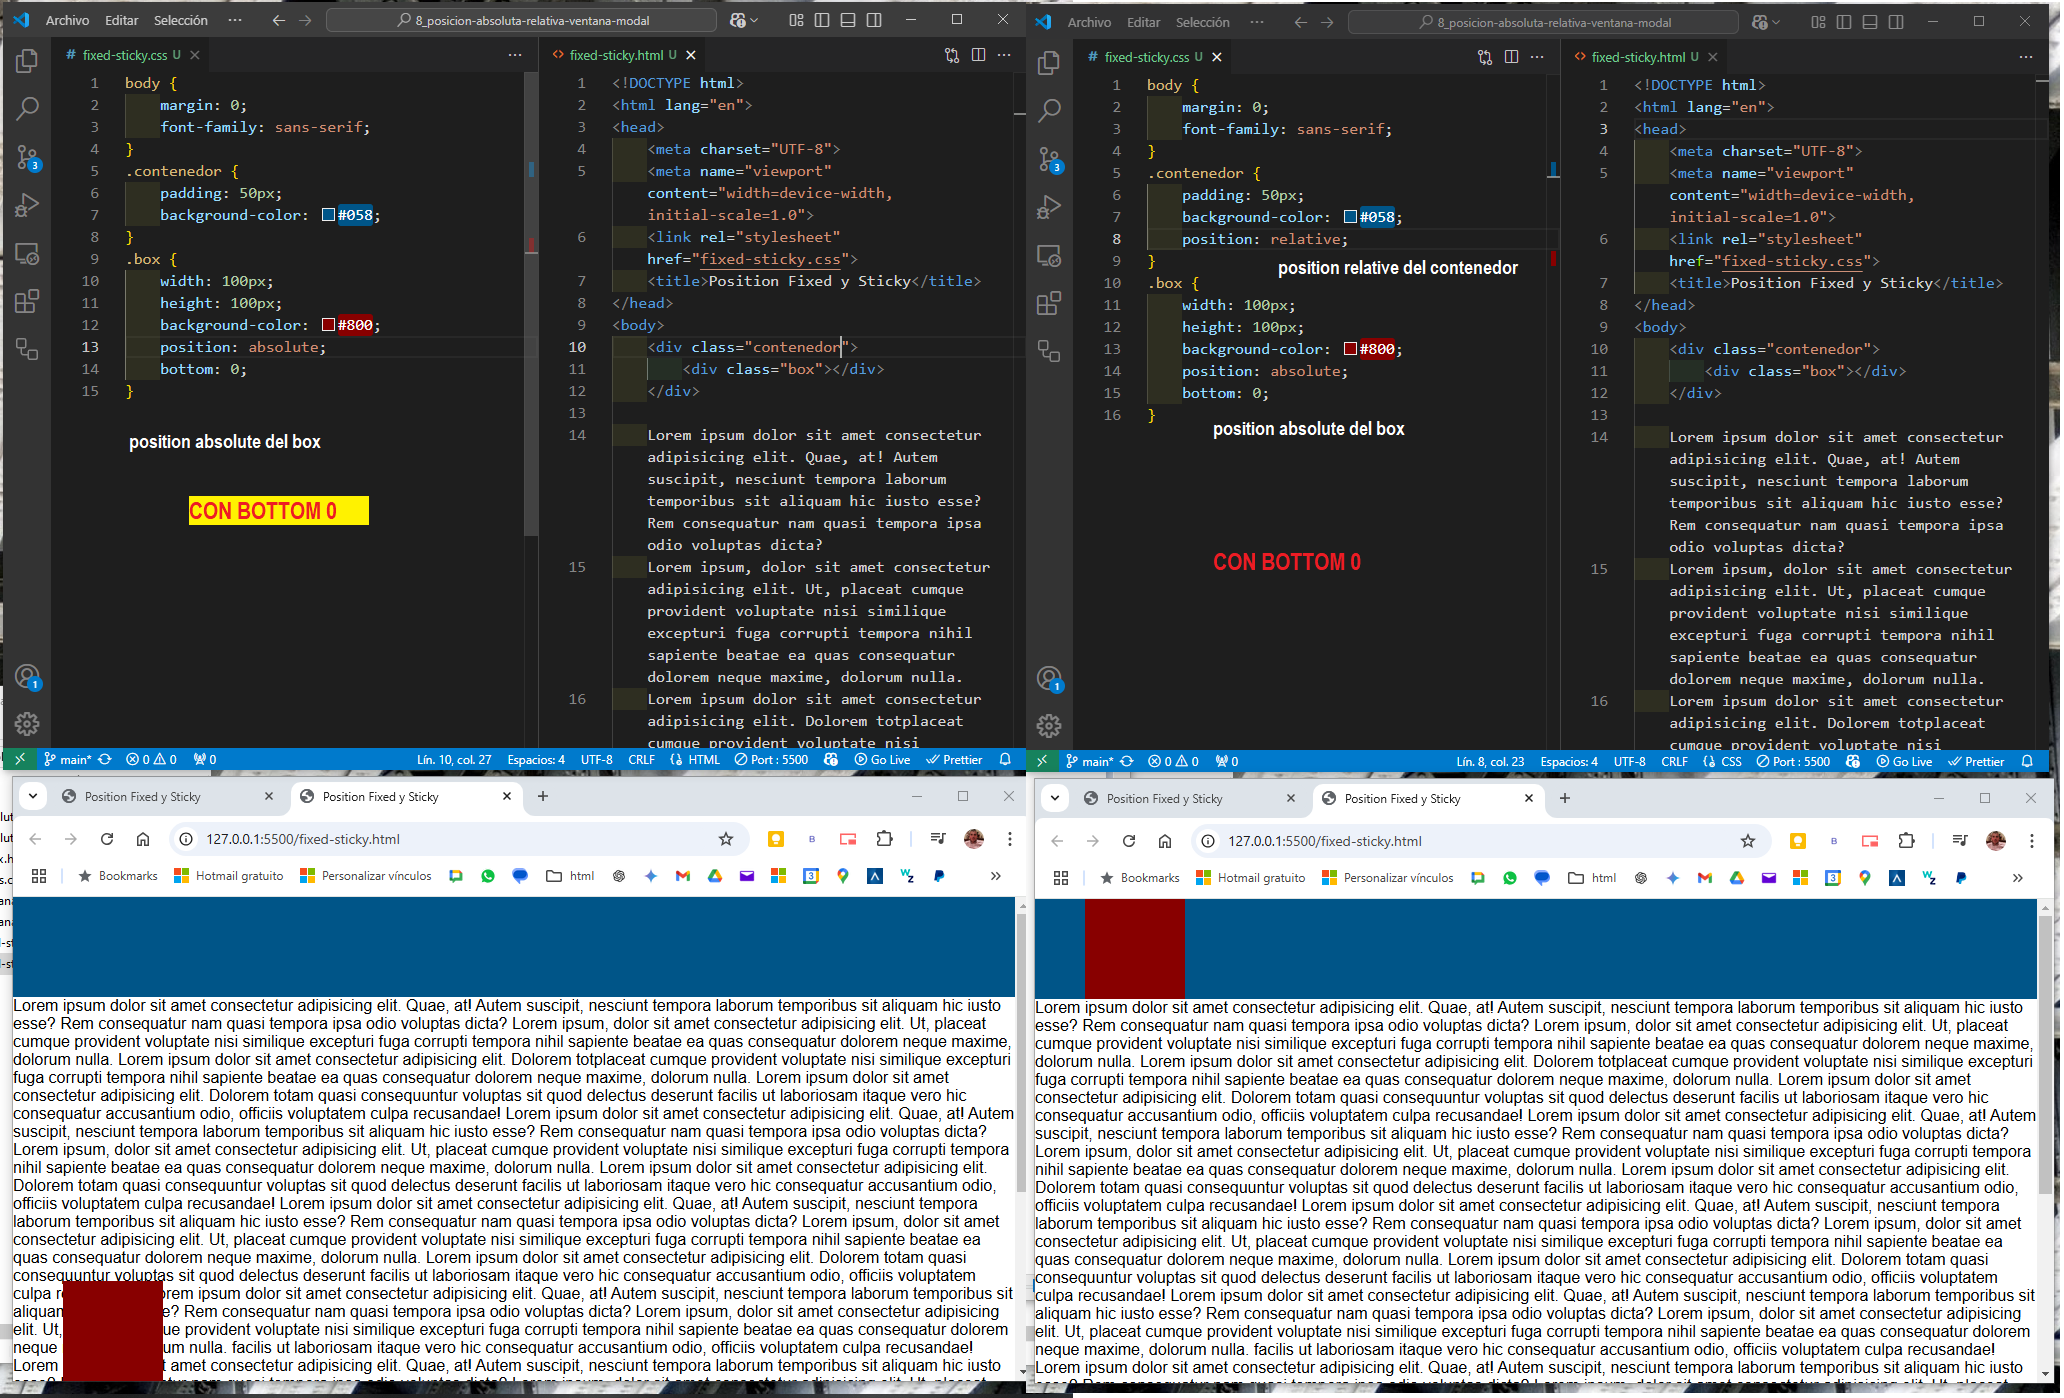 Archivo Editar Selección ··· 8_posicion-absoluta-relativa-ventana-modal
fixed-sticky.css U
1 body {
2 margin: 0;
3 font-family: sans-serif;
4 }
5 .contenedor {
6 padding: 50px;
7 background-color: #058;
8 }
9 .box {
10 width: 100px;
11 height: 100px;
12 background-color: #800;
13 position: absolute;
14 bottom: 0;
15 }
position absolute del box
CON BOTTOM 0
fixed-sticky.html U
1 <!DOCTYPE html>
2 <html lang="en">
3 <head>
4 <meta charset="UTF-8">
5 <meta name="viewport"
content="width=device-width,
initial-scale=1.0">
6 <link rel="stylesheet"
href="fixed-sticky.css">
7 <title>Position Fixed y Sticky</title>
8 </head>
9 <body>
10 <div class="contenedor">
11 <div class="box"></div>
12 </div>
13
14 Lorem ipsum dolor sit amet consectetur
adipisicing elit. Quae, at! Autem
suscipit, nesciunt tempora laborum
temporibus sit aliquam hic iusto esse?
Rem consequatur nam quasi tempora ipsa
odio voluptas dicta?
15 Lorem ipsum, dolor sit amet consectetur
adipisicing elit. Ut, placeat cumque
provident voluptate nisi similique
excepturi fuga corrupti tempora nihil
sapiente beatae ea quas consequatur
dolorem neque maxime, dolorum nulla.
16 Lorem ipsum dolor sit amet consectetur
adipisicing elit. Dolorem totplaceat
cumque provident voluptate nisi
3
1
main* 0 0 0 Lín. 10, col. 27 Espacios: 4 UTF-8 CRLF HTML Port : 5500 Go Live Prettier
Archivo Editar Selección ··· 8_posicion-absoluta-relativa-ventana-modal
fixed-sticky.css U
1 body {
2 margin: 0;
3 font-family: sans-serif;
4 }
5 .contenedor {
6 padding: 50px;
7 background-color: #058;
8 position: relative;
9 }
position relative del contenedor
10 .box {
11 width: 100px;
12 height: 100px;
13 background-color: #800;
14 position: absolute;
15 bottom: 0;
16 }
position absolute del box
CON BOTTOM 0
fixed-sticky.html U
1 <!DOCTYPE html>
2 <html lang="en">
3 <head>
4 <meta charset="UTF-8">
5 <meta name="viewport"
content="width=device-width,
initial-scale=1.0">
6 <link rel="stylesheet"
href="fixed-sticky.css">
7 <title>Position Fixed y Sticky</title>
8 </head>
9 <body>
10 <div class="contenedor">
11 <div class="box"></div>
12 </div>
13
14 Lorem ipsum dolor sit amet consectetur
adipisicing elit. Quae, at! Autem
suscipit, nesciunt tempora laborum
temporibus sit aliquam hic iusto esse?
Rem consequatur nam quasi tempora ipsa
odio voluptas dicta?
15 Lorem ipsum, dolor sit amet consectetur
adipisicing elit. Ut, placeat cumque
provident voluptate nisi similique
excepturi fuga corrupti tempora nihil
sapiente beatae ea quas consequatur
dolorem neque maxime, dolorum nulla.
16 Lorem ipsum dolor sit amet consectetur
adipisicing elit. Dolorem totplaceat
cumque provident voluptate nisi
3
1
main* 0 0 0 Lín. 8, col. 23 Espacios: 4 UTF-8 CRLF CSS Port : 5500 Go Live Prettier
Position Fixed y Sticky Position Fixed y Sticky
127.0.0.1:5500/fixed-sticky.html
Bookmarks Hotmail gratuito Personalizar vínculos html
Lorem ipsum dolor sit amet consectetur adipisicing elit. Quae, at! Autem suscipit, nesciunt tempora laborum temporibus sit aliquam hic iusto
esse? Rem consequatur nam quasi tempora ipsa odio voluptas dicta? Lorem ipsum, dolor sit amet consectetur adipisicing elit. Ut, placeat
cumque provident voluptate nisi similique excepturi fuga corrupti tempora nihil sapiente beatae ea quas consequatur dolorem neque maxime,
dolorum nulla. Lorem ipsum dolor sit amet consectetur adipisicing elit. Dolorem totplaceat cumque provident voluptate nisi similique excepturi
fuga corrupti tempora nihil sapiente beatae ea quas consequatur dolorem neque maxime, dolorum nulla. Lorem ipsum dolor sit amet
consectetur adipisicing elit. Dolorem totam quasi consequuntur voluptas sit quod delectus deserunt facilis ut laboriosam itaque vero hic
consequatur accusantium odio, officiis voluptatem culpa recusandae! Lorem ipsum dolor sit amet consectetur adipisicing elit. Quae, at! Autem
suscipit, nesciunt tempora laborum temporibus sit aliquam hic iusto esse? Rem consequatur nam quasi tempora ipsa odio voluptas dicta?
Lorem ipsum, dolor sit amet consectetur adipisicing elit. Ut, placeat cumque provident voluptate nisi similique excepturi fuga corrupti tempora
nihil sapiente beatae ea quas consequatur dolorem neque maxime, dolorum nulla. Lorem ipsum dolor sit amet consectetur adipisicing elit.
Dolorem totam quasi consequuntur voluptas sit quod delectus deserunt facilis ut laboriosam itaque vero hic consequatur accusantium odio,
officiis voluptatem culpa recusandae! Lorem ipsum dolor sit amet consectetur adipisicing elit. Quae, at! Autem suscipit, nesciunt tempora
laborum temporibus sit aliquam hic iusto esse? Rem consequatur nam quasi tempora ipsa odio voluptas dicta? Lorem ipsum, dolor sit amet
consectetur adipisicing elit. Ut, placeat cumque provident voluptate nisi similique excepturi fuga corrupti tempora nihil sapiente beatae ea
quas consequatur dolorem neque maxime, dolorum nulla. Lorem ipsum dolor sit amet consectetur adipisicing elit. Dolorem totam quasi
consequuntur voluptas sit quod delectus deserunt facilis ut laboriosam itaque vero hic consequatur accusantium odio, officiis voluptatem
culpa rem ipsum dolor sit amet consectetur adipisicing elit. Quae, at! Autem suscipit, nesciunt tempora laborum temporibus sit
aliquam e? Rem consequatur nam quasi tempora ipsa odio voluptas dicta? Lorem ipsum, dolor sit amet consectetur adipisicing
elit. Ut, ue provident voluptate nisi similique excepturi fuga corrupti tempora nihil sapiente beatae ea quas consequatur dolorem
neque um nulla. facilis ut laboriosam itaque vero hic consequatur accusantium odio, officiis voluptatem culpa recusandae!
Lorem t amet consectetur adipisicing elit. Quae, at! Autem suscipit, nesciunt tempora laborum temporibus sit aliquam hic iusto
Position Fixed y Sticky Position Fixed y Sticky
127.0.0.1:5500/fixed-sticky.html
Bookmarks Hotmail gratuito Personalizar vínculos html
Lorem ipsum dolor sit amet consectetur adipisicing elit. Quae, at! Autem suscipit, nesciunt tempora laborum temporibus sit aliquam hic iusto
esse? Rem consequatur nam quasi tempora ipsa odio voluptas dicta? Lorem ipsum, dolor sit amet consectetur adipisicing elit. Ut, placeat
cumque provident voluptate nisi similique excepturi fuga corrupti tempora nihil sapiente beatae ea quas consequatur dolorem neque maxime,
dolorum nulla. Lorem ipsum dolor sit amet consectetur adipisicing elit. Dolorem totplaceat cumque provident voluptate nisi similique excepturi
fuga corrupti tempora nihil sapiente beatae ea quas consequatur dolorem neque maxime, dolorum nulla. Lorem ipsum dolor sit amet
consectetur adipisicing elit. Dolorem totam quasi consequuntur voluptas sit quod delectus deserunt facilis ut laboriosam itaque vero hic
consequatur accusantium odio, officiis voluptatem culpa recusandae! Lorem ipsum dolor sit amet consectetur adipisicing elit. Quae, at! Autem
suscipit, nesciunt tempora laborum temporibus sit aliquam hic iusto esse? Rem consequatur nam quasi tempora ipsa odio voluptas dicta?
Lorem ipsum, dolor sit amet consectetur adipisicing elit. Ut, placeat cumque provident voluptate nisi similique excepturi fuga corrupti tempora
nihil sapiente beatae ea quas consequatur dolorem neque maxime, dolorum nulla. Lorem ipsum dolor sit amet consectetur adipisicing elit.
Dolorem totam quasi consequuntur voluptas sit quod delectus deserunt facilis ut laboriosam itaque vero hic consequatur accusantium odio,
officiis voluptatem culpa recusandae! Lorem ipsum dolor sit amet consectetur adipisicing elit. Quae, at! Autem suscipit, nesciunt tempora
laborum temporibus sit aliquam hic iusto esse? Rem consequatur nam quasi tempora ipsa odio voluptas dicta? Lorem ipsum, dolor sit amet
consectetur adipisicing elit. Ut, placeat cumque provident voluptate nisi similique excepturi fuga corrupti tempora nihil sapiente beatae ea
quas consequatur dolorem neque maxime, dolorum nulla. Lorem ipsum dolor sit amet consectetur adipisicing elit. Dolorem totam quasi
consequuntur voluptas sit quod delectus deserunt facilis ut laboriosam itaque vero hic consequatur accusantium odio, officiis voluptatem
culpa recusandae! Lorem ipsum dolor sit amet consectetur adipisicing elit. Quae, at! Autem suscipit, nesciunt tempora laborum temporibus sit
aliquam hic iusto esse? Rem consequatur nam quasi tempora ipsa odio voluptas dicta? Lorem ipsum, dolor sit amet consectetur adipisicing
elit. Ut, placeat cumque provident voluptate nisi similique excepturi fuga corrupti tempora nihil sapiente beatae ea quas consequatur dolorem
neque maxime, dolorum nulla. facilis ut laboriosam itaque vero hic consequatur accusantium odio, officiis voluptatem culpa recusandae!
Lorem ipsum dolor sit amet consectetur adipisicing elit. Quae, at! Autem suscipit, nesciunt tempora laborum temporibus sit aliquam hic iusto